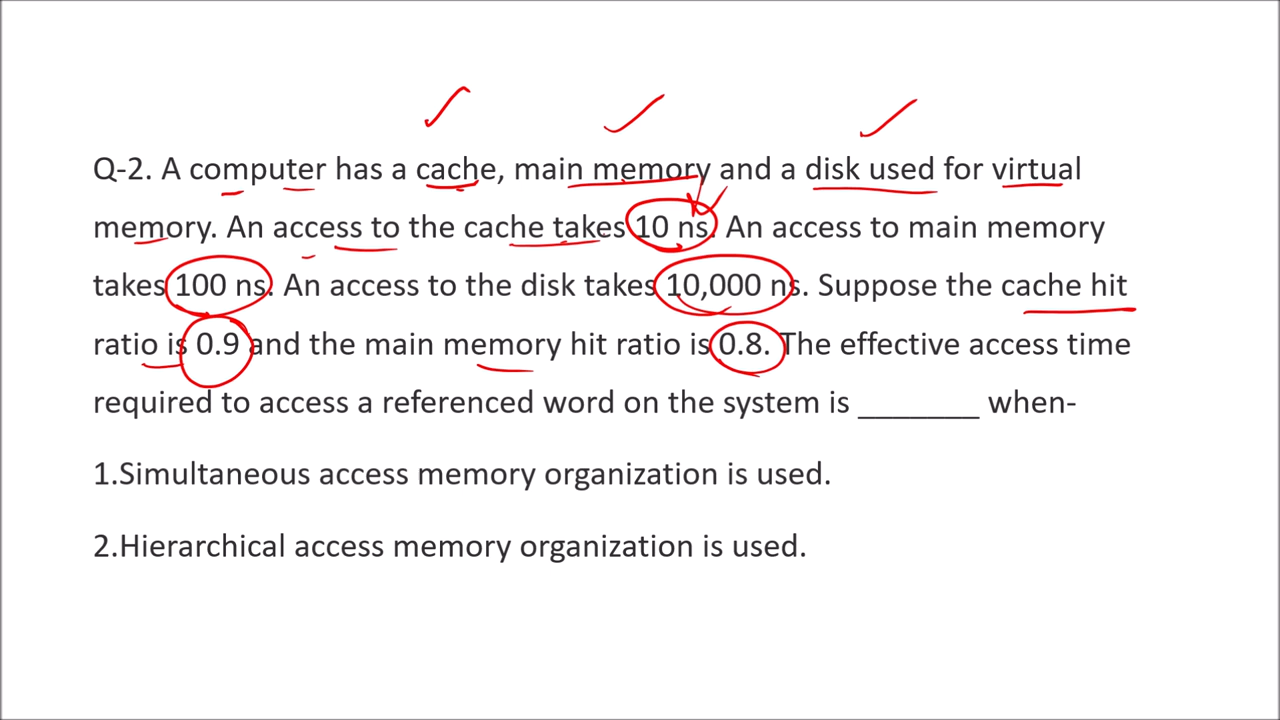 Q-2. A computer has a cache, main memory and a disk used for virtual
memory. An access to the cache takes 10 ns. An access to main memory
takes 100 ns. An access to the disk takes 10,000 ns. Suppose the cache hit
ratio is 0.9 and the main memory hit ratio is 0.8. The effective access time
required to access a referenced word on the system is _______ when-
1.Simultaneous access memory organization is used.
2.Hierarchical access memory organization is used.